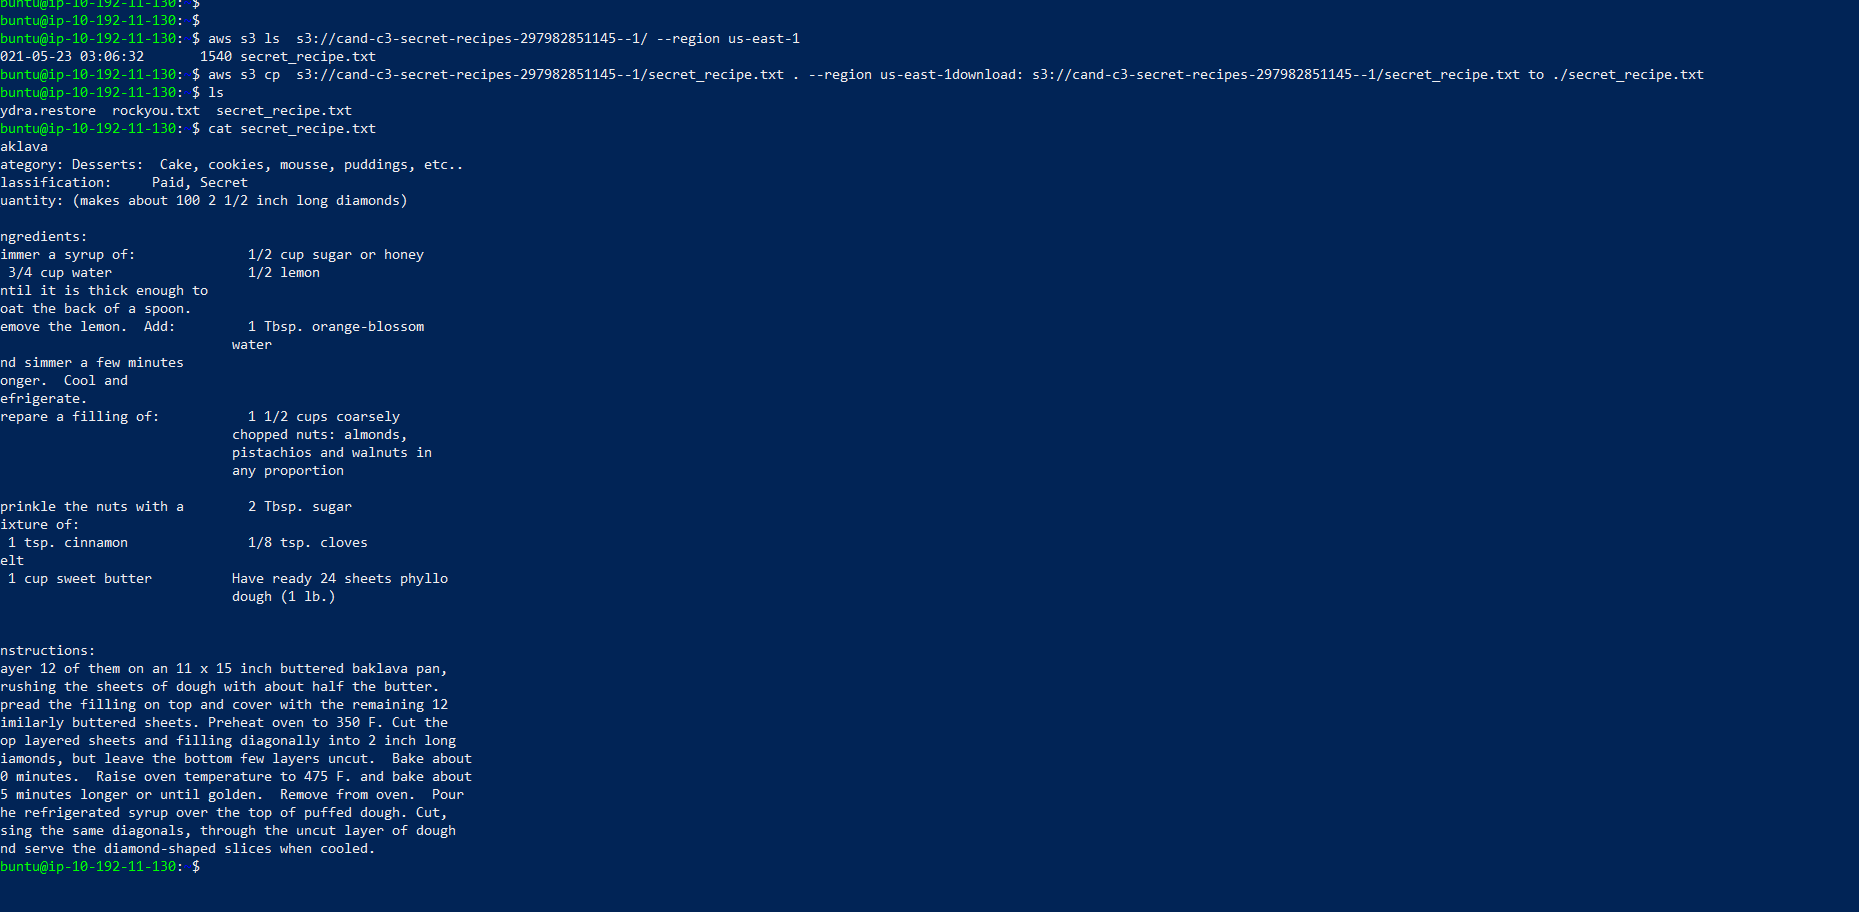 buntu@ip-10-192-11-130: $
buntu@ip-10-192-11-130: $
buntu@ip-10-192-11-130: $ aws s3 ls  s3://cand-c3-secret-recipes-297982851145--1/ --region us-east-1
021-05-23 03:06:32       1540 secret_recipe.txt
buntu@ip-10-192-11-130: $ aws s3 cp  s3://cand-c3-secret-recipes-297982851145--1/secret_recipe.txt . --region us-east-1download: s3://cand-c3-secret-recipes-297982851145--1/secret_recipe.txt to ./secret_recipe.txt
buntu@ip-10-192-11-130: $ ls
ydra.restore  rockyou.txt  secret_recipe.txt
buntu@ip-10-192-11-130: $ cat secret_recipe.txt
aklava
ategory: Desserts:  Cake, cookies, mousse, puddings, etc..
lassification:     Paid, Secret
uantity: (makes about 100 2 1/2 inch long diamonds)
ngredients:
immer a syrup of:              1/2 cup sugar or honey
 3/4 cup water                 1/2 lemon
ntil it is thick enough to
oat the back of a spoon.
emove the lemon.  Add:         1 Tbsp. orange-blossom
                             water
nd simmer a few minutes
onger.  Cool and
efrigerate.
repare a filling of:           1 1/2 cups coarsely
                             chopped nuts: almonds,
                             pistachios and walnuts in
                             any proportion
prinkle the nuts with a        2 Tbsp. sugar
ixture of:
 1 tsp. cinnamon               1/8 tsp. cloves
elt
 1 cup sweet butter          Have ready 24 sheets phyllo
                             dough (1 lb.)
nstructions:
ayer 12 of them on an 11 x 15 inch buttered baklava pan,
rushing the sheets of dough with about half the butter.
pread the filling on top and cover with the remaining 12
imilarly buttered sheets. Preheat oven to 350 F. Cut the
op layered sheets and filling diagonally into 2 inch long
iamonds, but leave the bottom few layers uncut.  Bake about
0 minutes.  Raise oven temperature to 475 F. and bake about
5 minutes longer or until golden.  Remove from oven.  Pour
he refrigerated syrup over the top of puffed dough. Cut,
sing the same diagonals, through the uncut layer of dough
nd serve the diamond-shaped slices when cooled.
buntu@ip-10-192-11-130: $